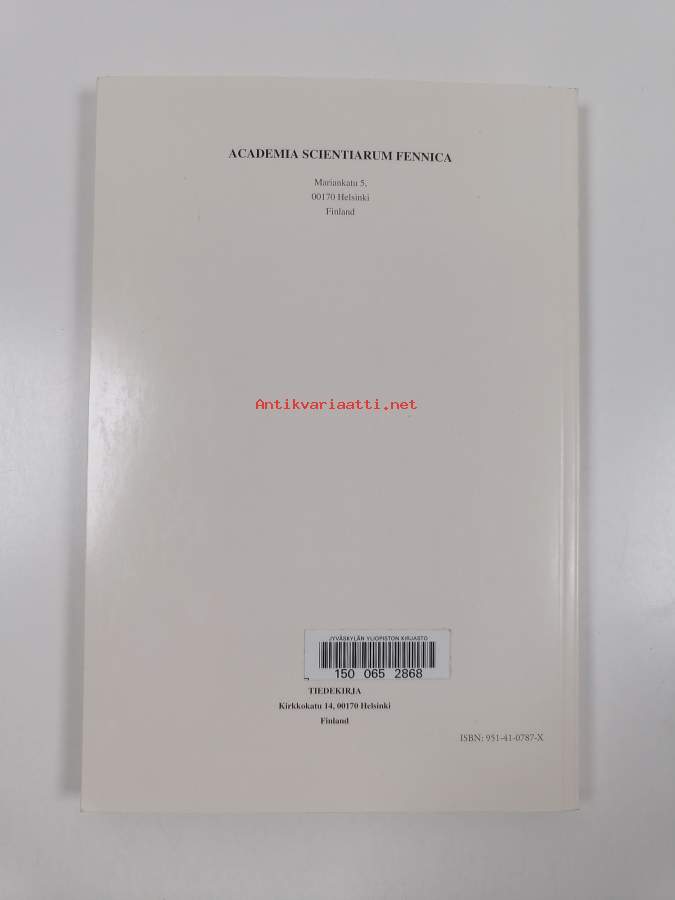 ACADEMIA SCIENTIARUM FENNICA
Mariankatu 5,
00170 Helsinki
Finland
Antikvariaatti.net
JYVÄSKYLÄN YLIOPISTON KIRJASTO
150 065 2868
TIEDEKIRJA
Kirkkokatu 14, 00170 Helsinki
Finland
ISBN: 951-41-0787-X